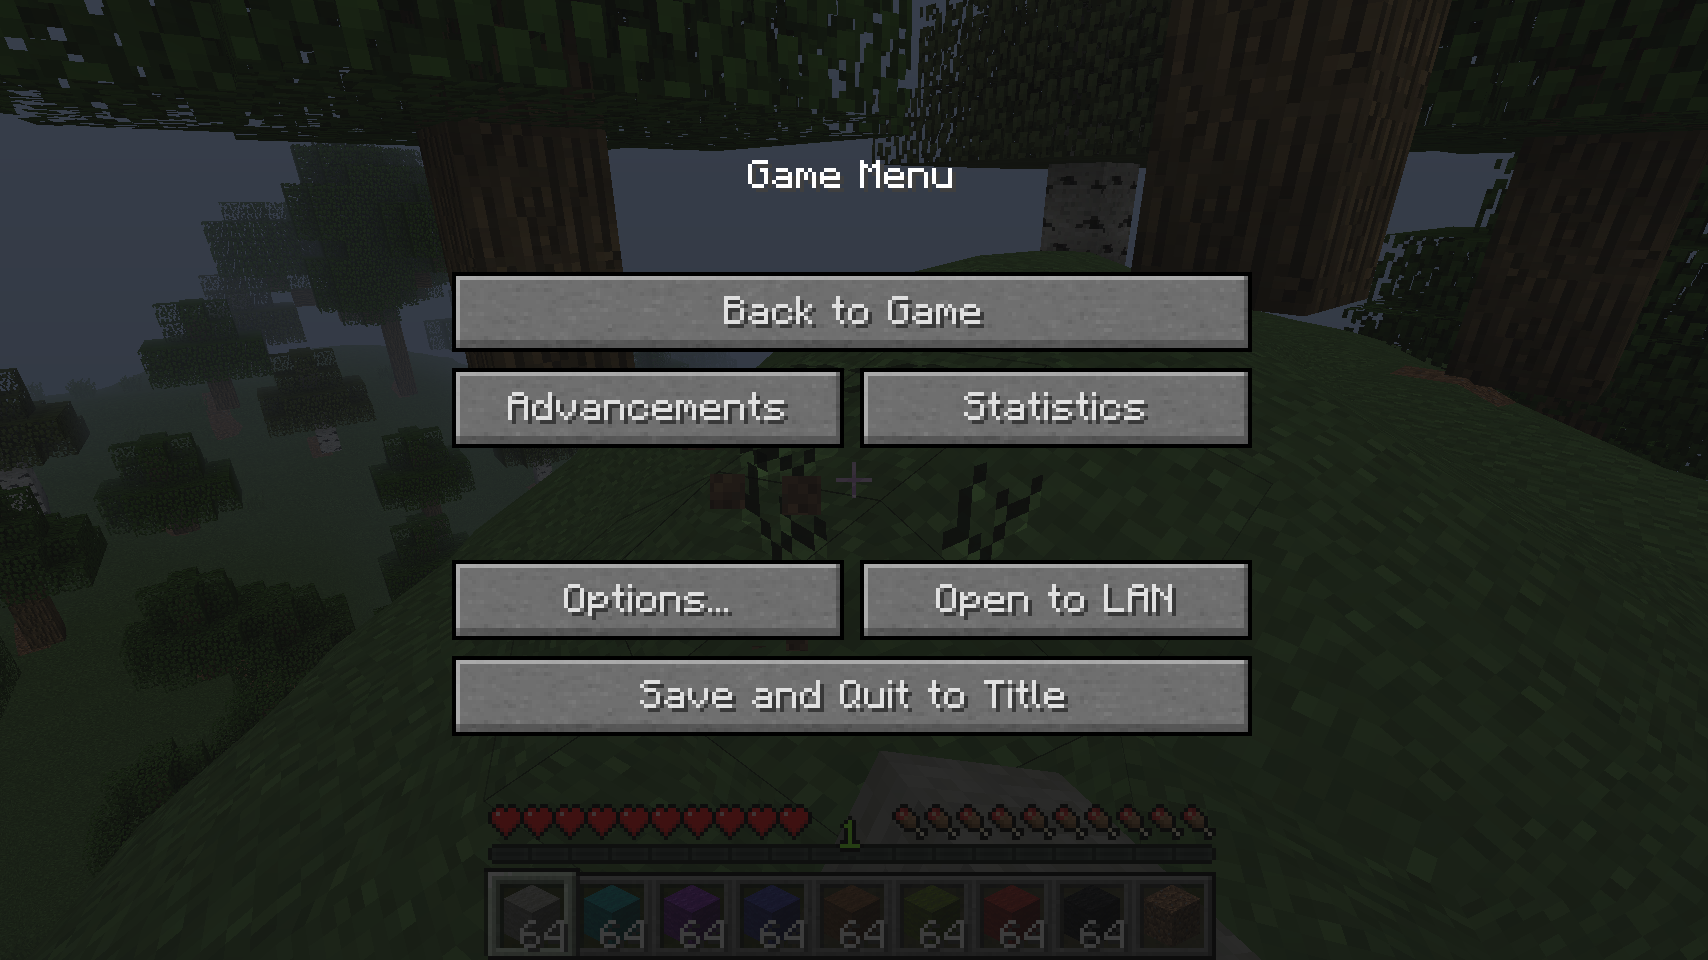 Game Menu
Back to Game
Advancements Statistics
Options... Open to LAN
Save and Quit to Title
1
64 64 64 64 64 64 64 64